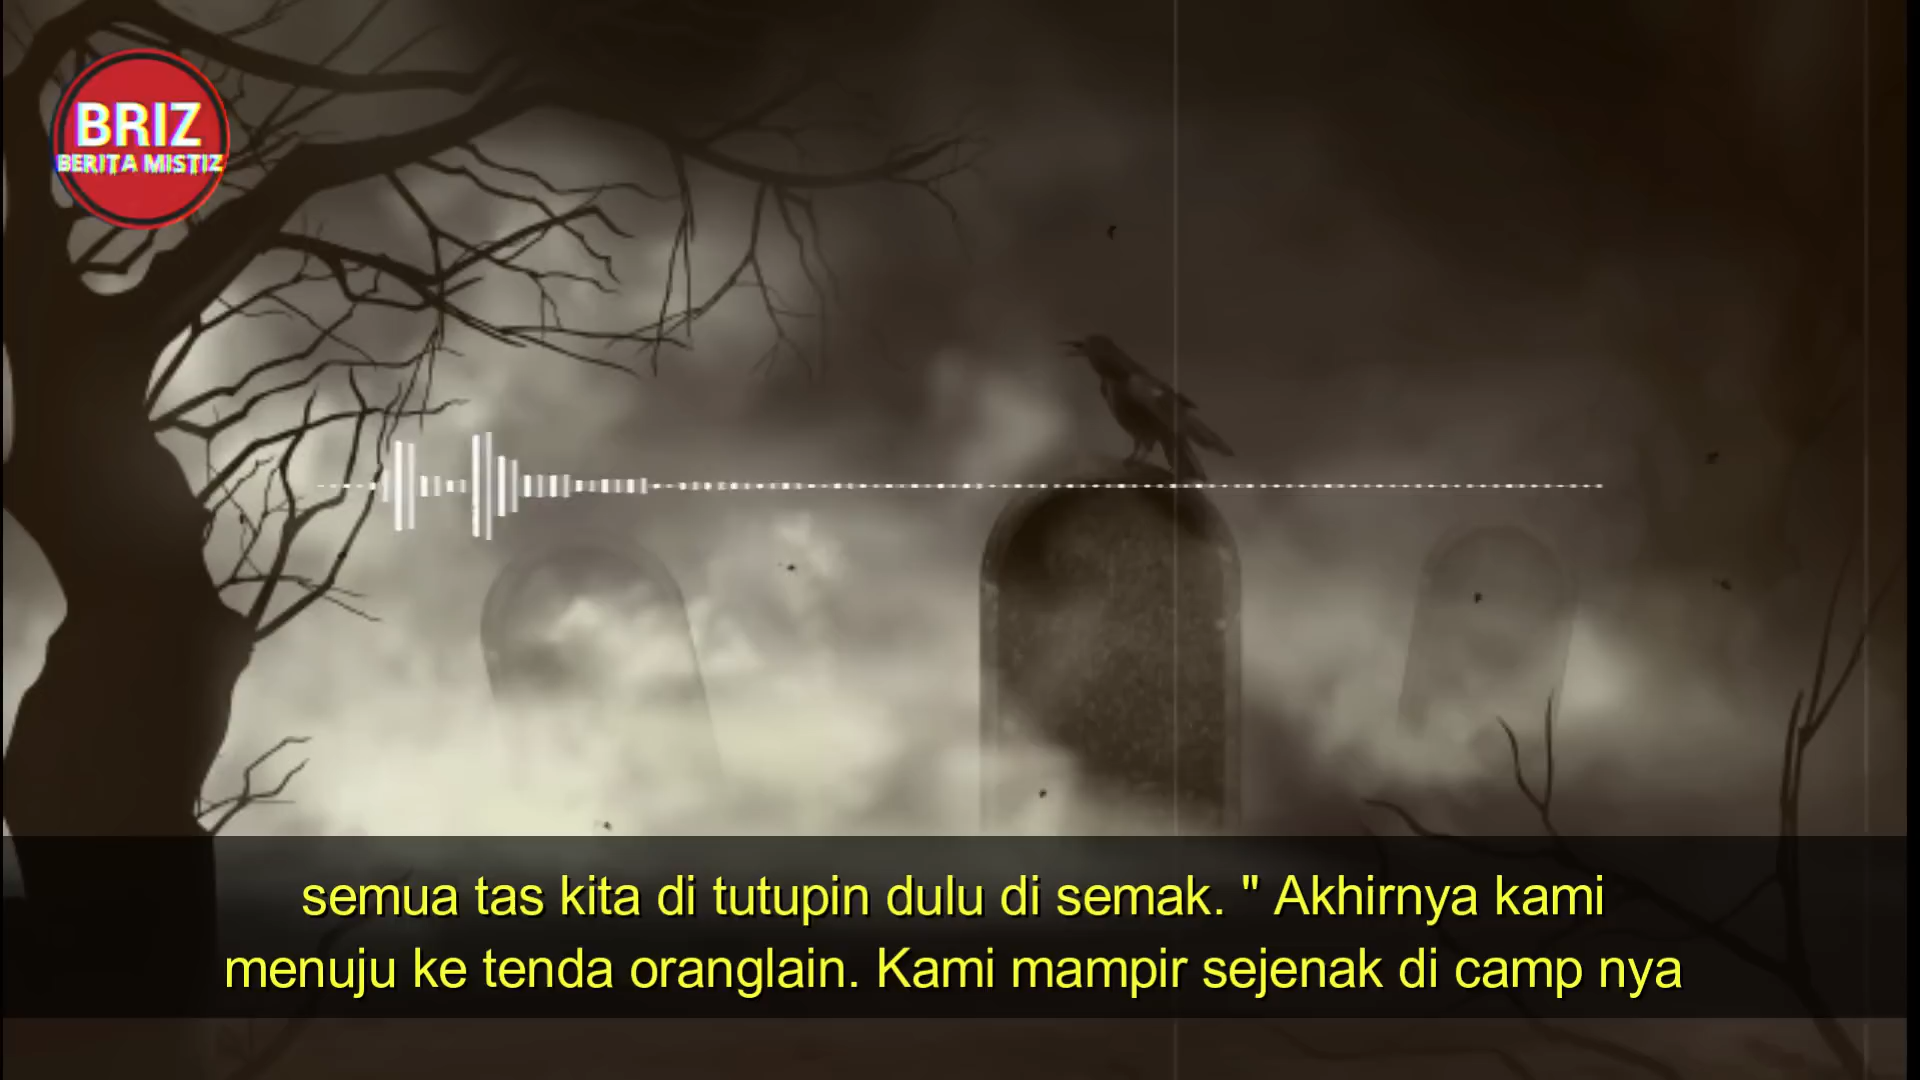 BRIZ
BERITA MISTIZ
semua tas kita di tutupin dulu di semak. " Akhirnya kami
menuju ke tenda oranglain. Kami mampir sejenak di camp nya